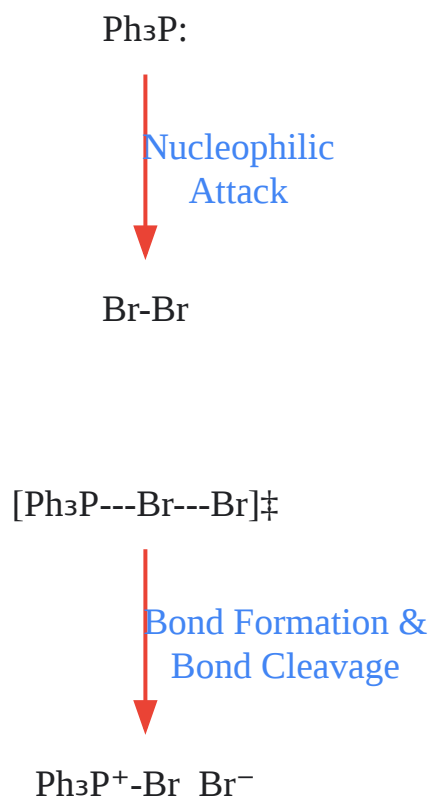 Ph₃P:
Nucleophilic
Attack
Br-Br
[Ph₃P---Br---Br]‡
Bond Formation &
Bond Cleavage
Ph₃P⁺-Br  Br⁻